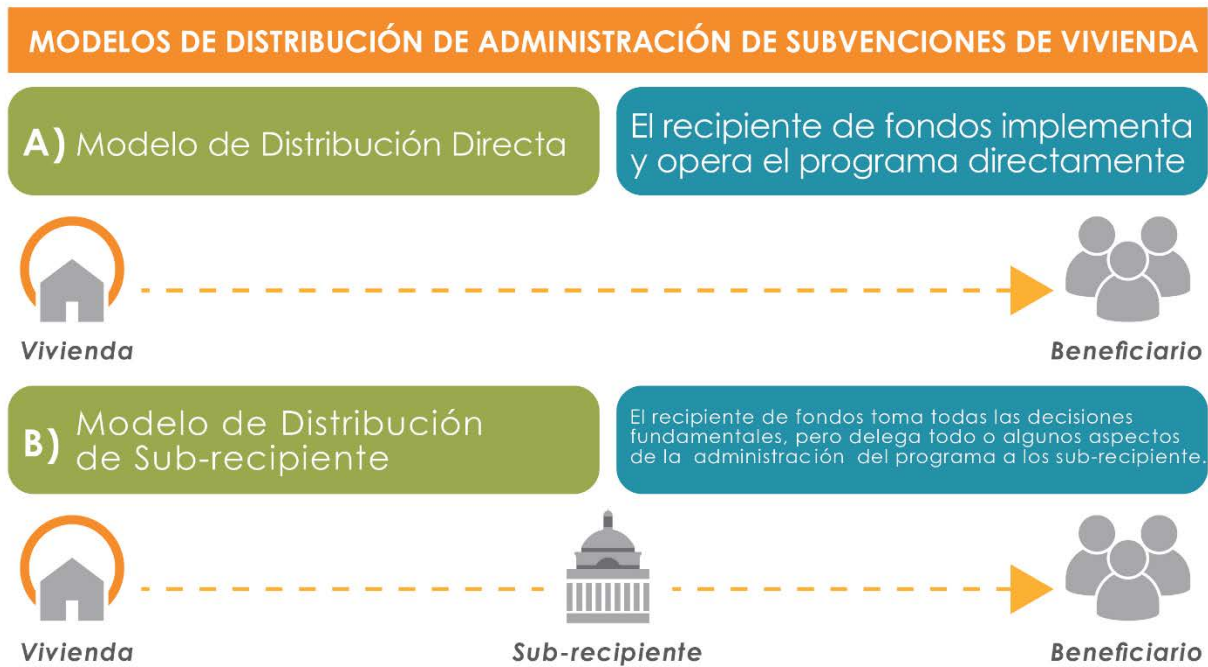 MODELOS DE DISTRIBUCIÓN DE ADMINISTRACIÓN DE SUBVENCIONES DE VIVIENDA
A) Modelo de Distribución Directa
El recipiente de fondos implementa
y opera el programa directamente
Vivienda
Beneficiario
B) Modelo de Distribución
de Sub-recipiente
El recipiente de fondos toma todas las decisiones
fundamentales, pero delega todo o algunos aspectos
de la administración del programa a los sub-recipiente.
Vivienda
Sub-recipiente
Beneficiario